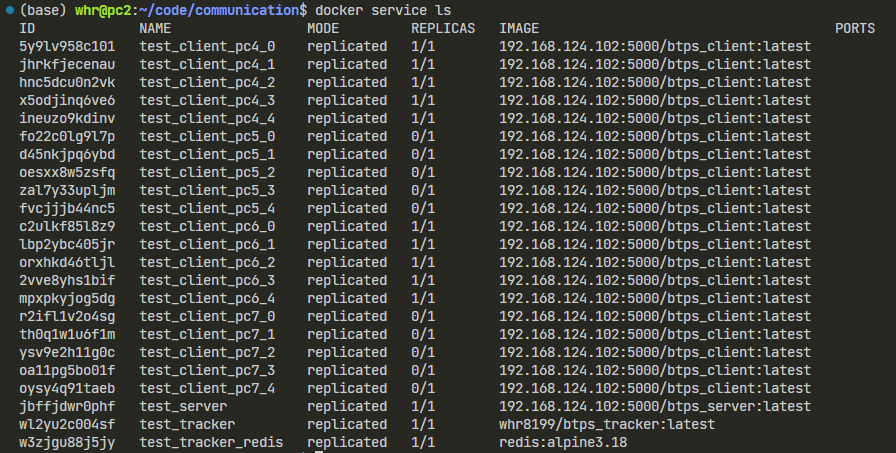 (base) whr@pc2:~/code/communication$ docker service ls
ID NAME MODE REPLICAS IMAGE PORTS
5y9lv958c101 test_client_pc4_0 replicated 1/1 192.168.124.102:5000/btps_client:latest
jhrkfjecenau test_client_pc4_1 replicated 1/1 192.168.124.102:5000/btps_client:latest
hnc5dcu0n2vk test_client_pc4_2 replicated 1/1 192.168.124.102:5000/btps_client:latest
x5odjinq6ve6 test_client_pc4_3 replicated 1/1 192.168.124.102:5000/btps_client:latest
ineuzo9kdinv test_client_pc4_4 replicated 1/1 192.168.124.102:5000/btps_client:latest
fo22c0lg9l7p test_client_pc5_0 replicated 0/1 192.168.124.102:5000/btps_client:latest
d45nkjpq6ybd test_client_pc5_1 replicated 0/1 192.168.124.102:5000/btps_client:latest
oesxx8w5zsfq test_client_pc5_2 replicated 0/1 192.168.124.102:5000/btps_client:latest
zal7y33upljm test_client_pc5_3 replicated 0/1 192.168.124.102:5000/btps_client:latest
fvcjjjb44nc5 test_client_pc5_4 replicated 0/1 192.168.124.102:5000/btps_client:latest
c2ulkf85l8z9 test_client_pc6_0 replicated 1/1 192.168.124.102:5000/btps_client:latest
lbp2ybc405jr test_client_pc6_1 replicated 1/1 192.168.124.102:5000/btps_client:latest
orxhkd46tljl test_client_pc6_2 replicated 1/1 192.168.124.102:5000/btps_client:latest
2vve8yhs1bif test_client_pc6_3 replicated 1/1 192.168.124.102:5000/btps_client:latest
mpxpkyjog5dg test_client_pc6_4 replicated 1/1 192.168.124.102:5000/btps_client:latest
r2ifl1v2o4sg test_client_pc7_0 replicated 0/1 192.168.124.102:5000/btps_client:latest
th0q1w1u6f1m test_client_pc7_1 replicated 0/1 192.168.124.102:5000/btps_client:latest
ysv9e2h11g0c test_client_pc7_2 replicated 0/1 192.168.124.102:5000/btps_client:latest
oa11pg5bo01f test_client_pc7_3 replicated 0/1 192.168.124.102:5000/btps_client:latest
oysy4q91taeb test_client_pc7_4 replicated 0/1 192.168.124.102:5000/btps_client:latest
jbffjdwr0phf test_server replicated 1/1 192.168.124.102:5000/btps_server:latest
wl2yu2c004sf test_tracker replicated 1/1 whr8199/btps_tracker:latest
w3zjgu88j5jy test_tracker_redis replicated 1/1 redis:alpine3.18